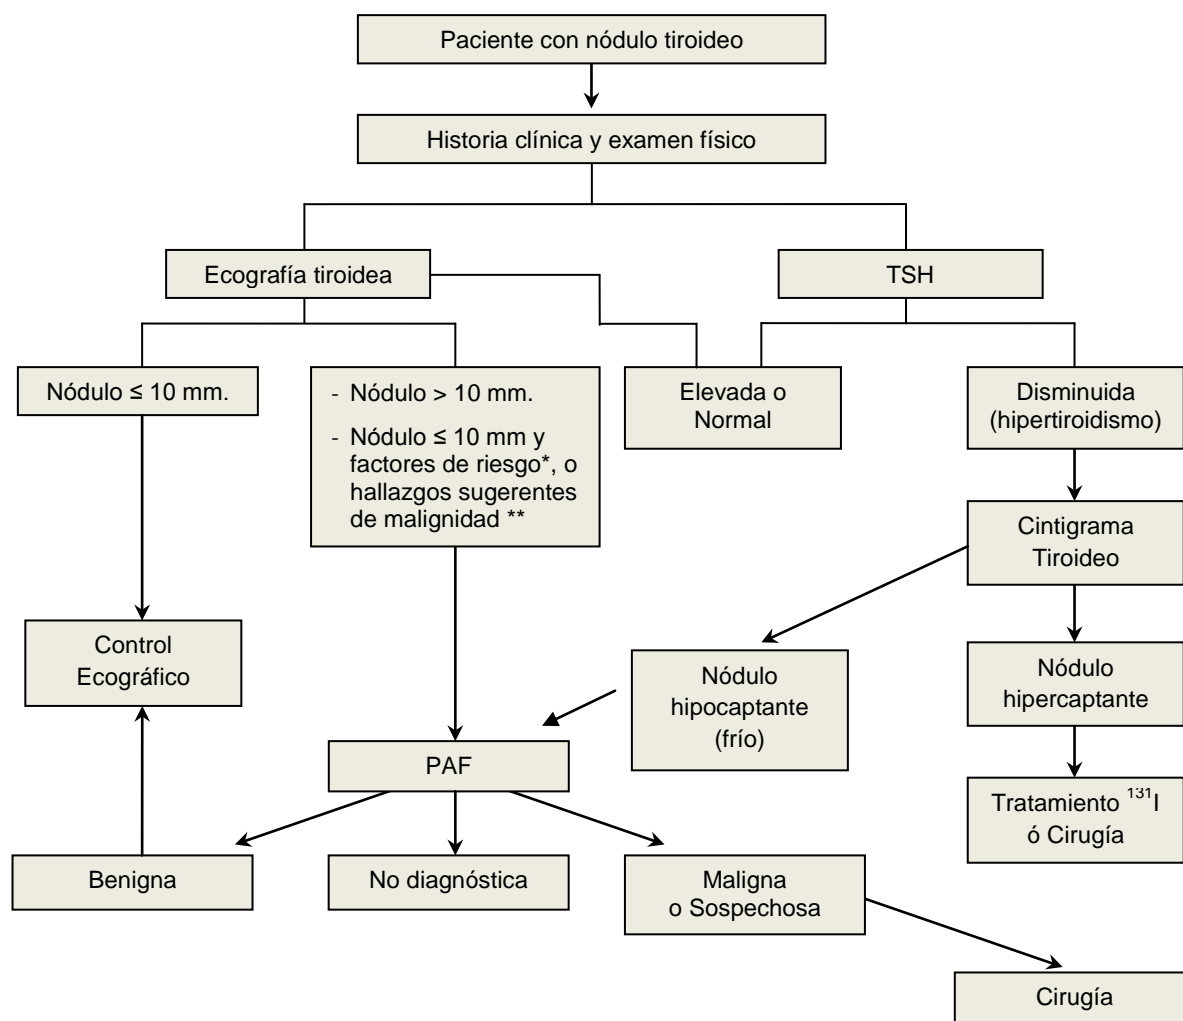 Paciente con nódulo tiroideo
Historia clínica y examen físico
Ecografía tiroidea
TSH
Nódulo ≤ 10 mm.
- Nódulo > 10 mm.
- Nódulo ≤ 10 mm y
factores de riesgo*, o
hallazgos sugerentes
de malignidad **
Elevada o
Normal
Disminuida
(hipertiroidismo)
Cintigrama
Tiroideo
Control
Ecográfico
Nódulo
hipocaptante
(frío)
Nódulo
hipercaptante
PAF
Tratamiento ¹³¹I
ó Cirugía
Benigna
No diagnóstica
Maligna
o Sospechosa
Cirugía